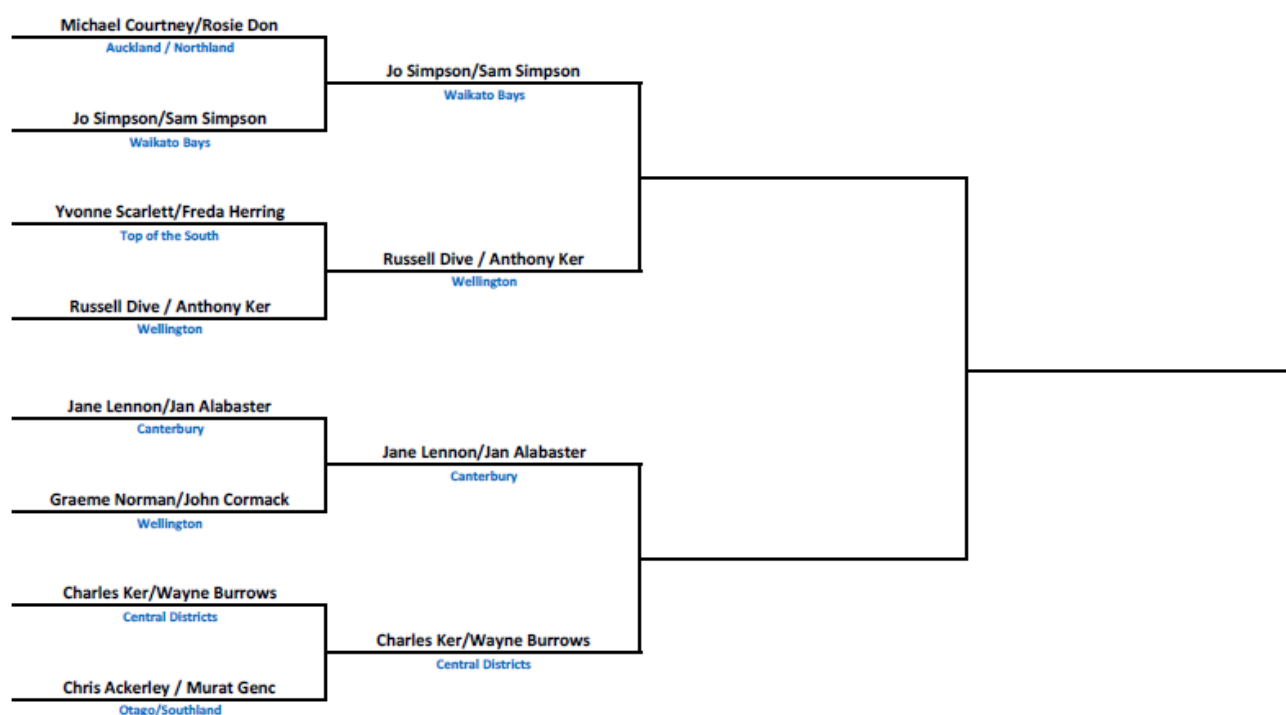 Michael Courtney/Rosie Don
Auckland / Northland
Jo Simpson/Sam Simpson
Waikato Bays
Yvonne Scarlett/Freda Herring
Top of the South
Russell Dive / Anthony Ker
Wellington
Jane Lennon/Jan Alabaster
Canterbury
Graeme Norman/John Cormack
Wellington
Charles Ker/Wayne Burrows
Central Districts
Chris Ackerley / Murat Genc
Otago/Southland
Jo Simpson/Sam Simpson
Waikato Bays
Russell Dive / Anthony Ker
Wellington
Jane Lennon/Jan Alabaster
Canterbury
Charles Ker/Wayne Burrows
Central Districts